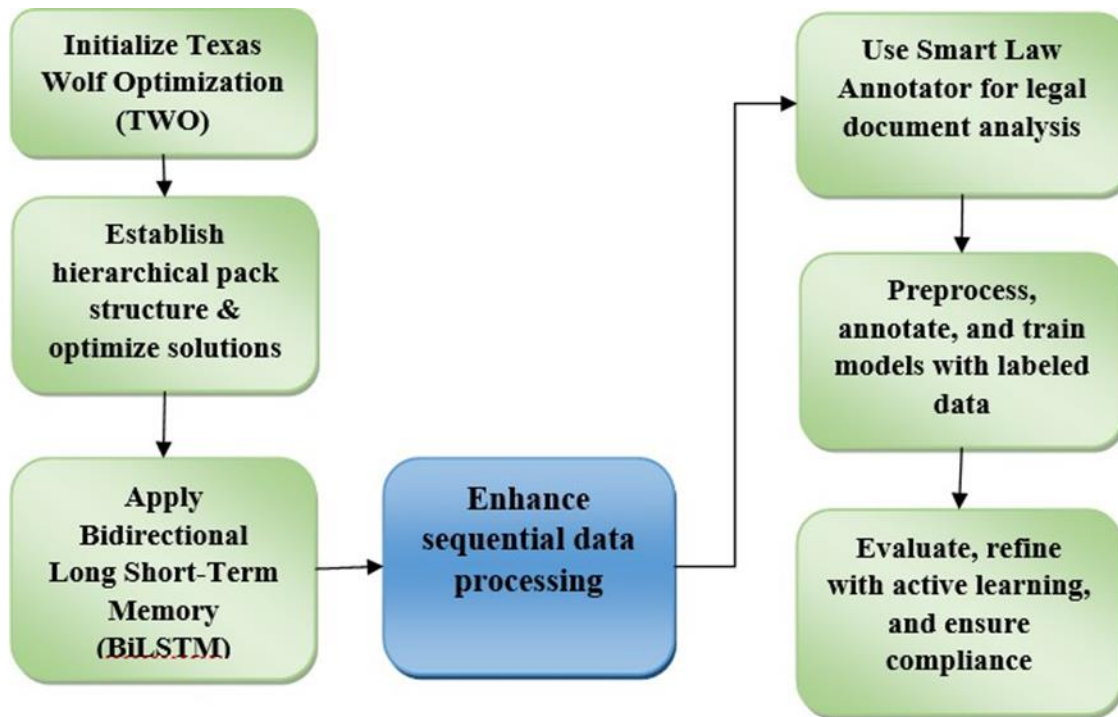 Initialize Texas
Wolf Optimization
(TWO)
Establish
hierarchical pack
structure &
optimize solutions
Apply
Bidirectional
Long Short-Term
Memory
(BiLSTM)
Enhance
sequential data
processing
Use Smart Law
Annotator for legal
document analysis
Preprocess,
annotate, and train
models with labeled
data
Evaluate, refine
with active learning,
and ensure
compliance